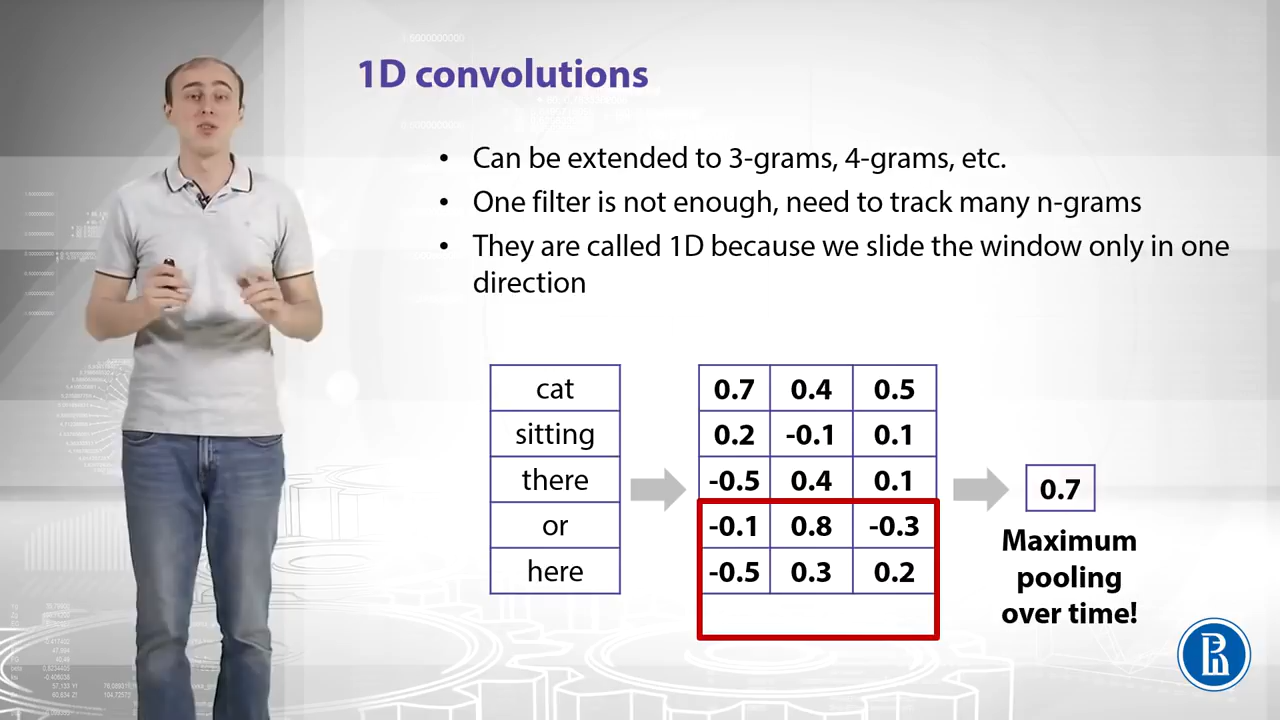 1D convolutions
• Can be extended to 3-grams, 4-grams, etc.
• One filter is not enough, need to track many n-grams
• They are called 1D because we slide the window only in one
direction
cat 0.7 0.4 0.5
sitting 0.2 -0.1 0.1
there -0.5 0.4 0.1
or -0.1 0.8 -0.3
here -0.5 0.3 0.2
0.7
Maximum
pooling
over time!